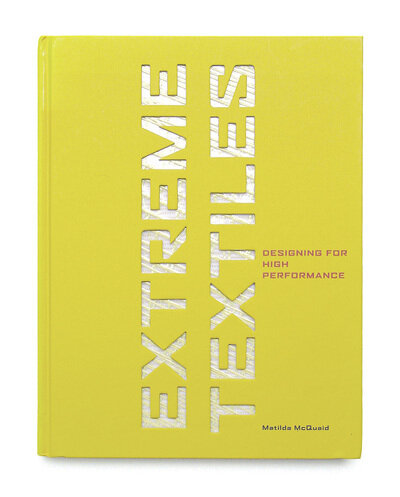 EXTREME
TEXTILES
DESIGNING FOR
HIGH
PERFORMANCE
Matilda McQuaid